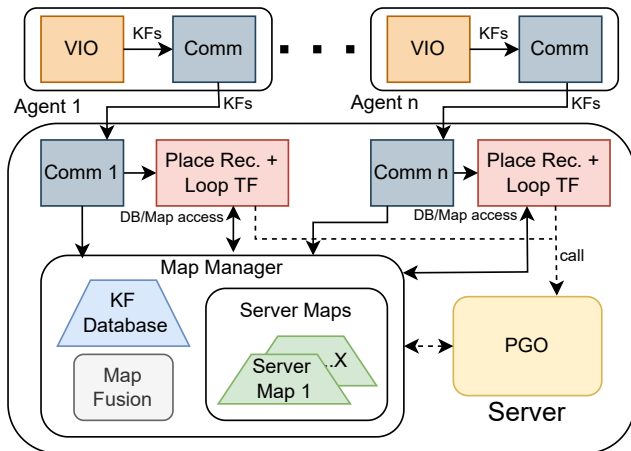 VIO
KFs
Comm
VIO
KFs
Comm
Agent 1
KFs
Agent n
KFs
Comm 1
Place Rec. +
Loop TF
Comm n
Place Rec. +
Loop TF
DB/Map access
DB/Map access
call
Map Manager
KF
Database
Map
Fusion
Server Maps
..X
Server
Map 1
PGO
Server